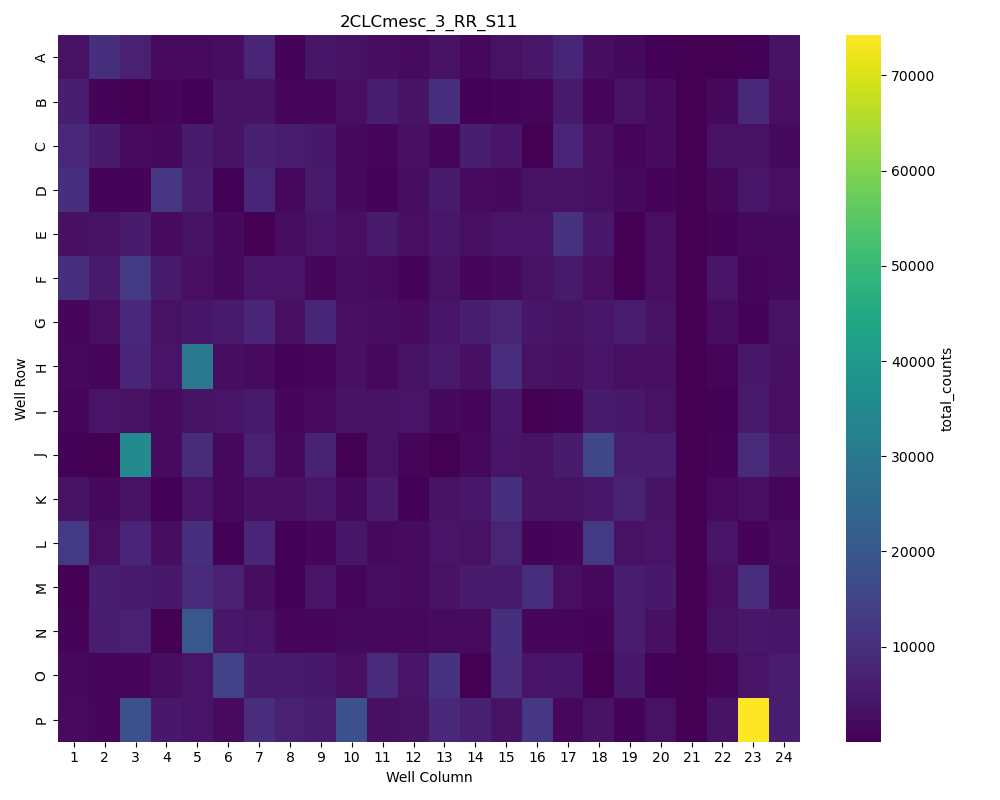 2CLCmesc_3_RR_S11
A
B
C
D
E
F
G
H
I
J
K
L
M
N
O
P
Well Row
1 2 3 4 5 6 7 8 9 10 11 12 13 14 15 16 17 18 19 20 21 22 23 24
Well Column
70000
60000
50000
40000
30000
20000
10000
total_counts